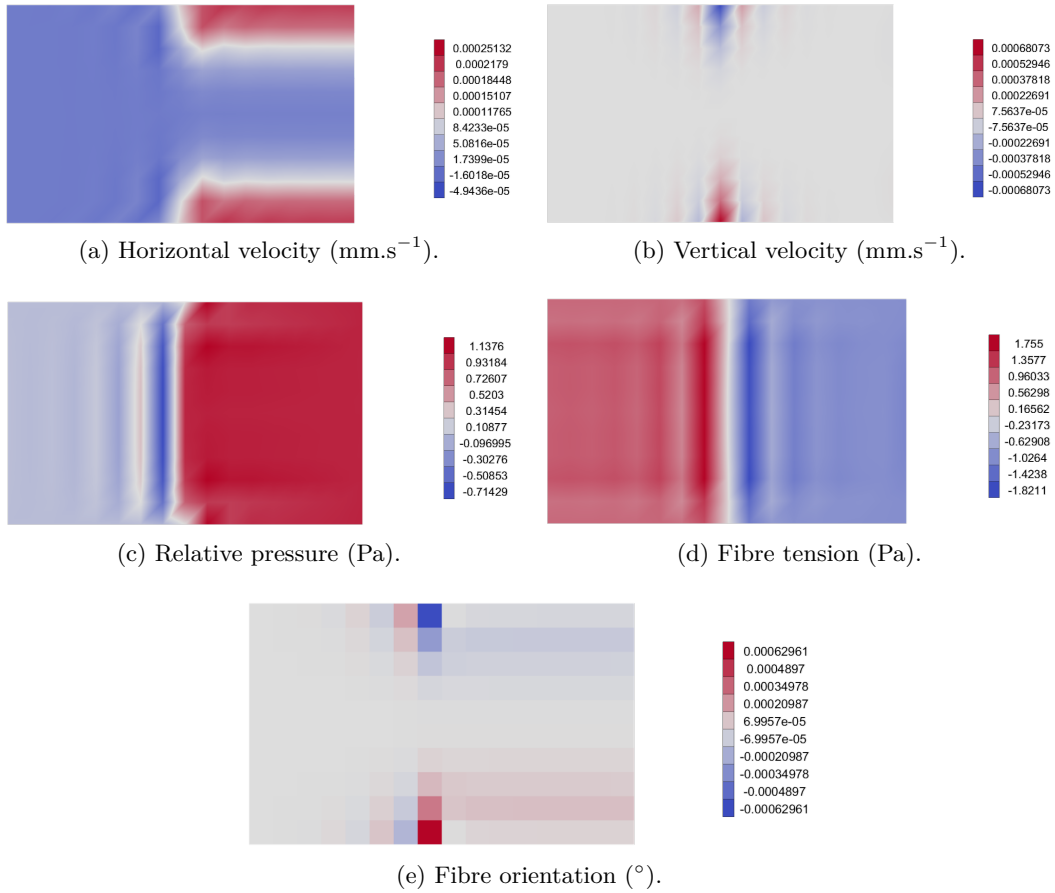 0.00025132
0.0002179
0.00018448
0.00015107
0.00011765
8.4233e-05
5.0816e-05
1.7399e-05
-1.6018e-05
-4.9436e-05
(a) Horizontal velocity (mm.s⁻¹).
0.00068073
0.00052946
0.00037818
0.00022691
7.5637e-05
-7.5637e-05
-0.00022691
-0.00037818
-0.00052946
-0.00068073
(b) Vertical velocity (mm.s⁻¹).
1.1376
0.93184
0.72607
0.5203
0.31454
0.10877
-0.096995
-0.30276
-0.50853
-0.71429
(c) Relative pressure (Pa).
1.755
1.3577
0.96033
0.56298
0.16562
-0.23173
-0.62908
-1.0264
-1.4238
-1.8211
(d) Fibre tension (Pa).
0.00062961
0.0004897
0.00034978
0.00020987
6.9957e-05
-6.9957e-05
-0.00020987
-0.00034978
-0.0004897
-0.00062961
(e) Fibre orientation (°).